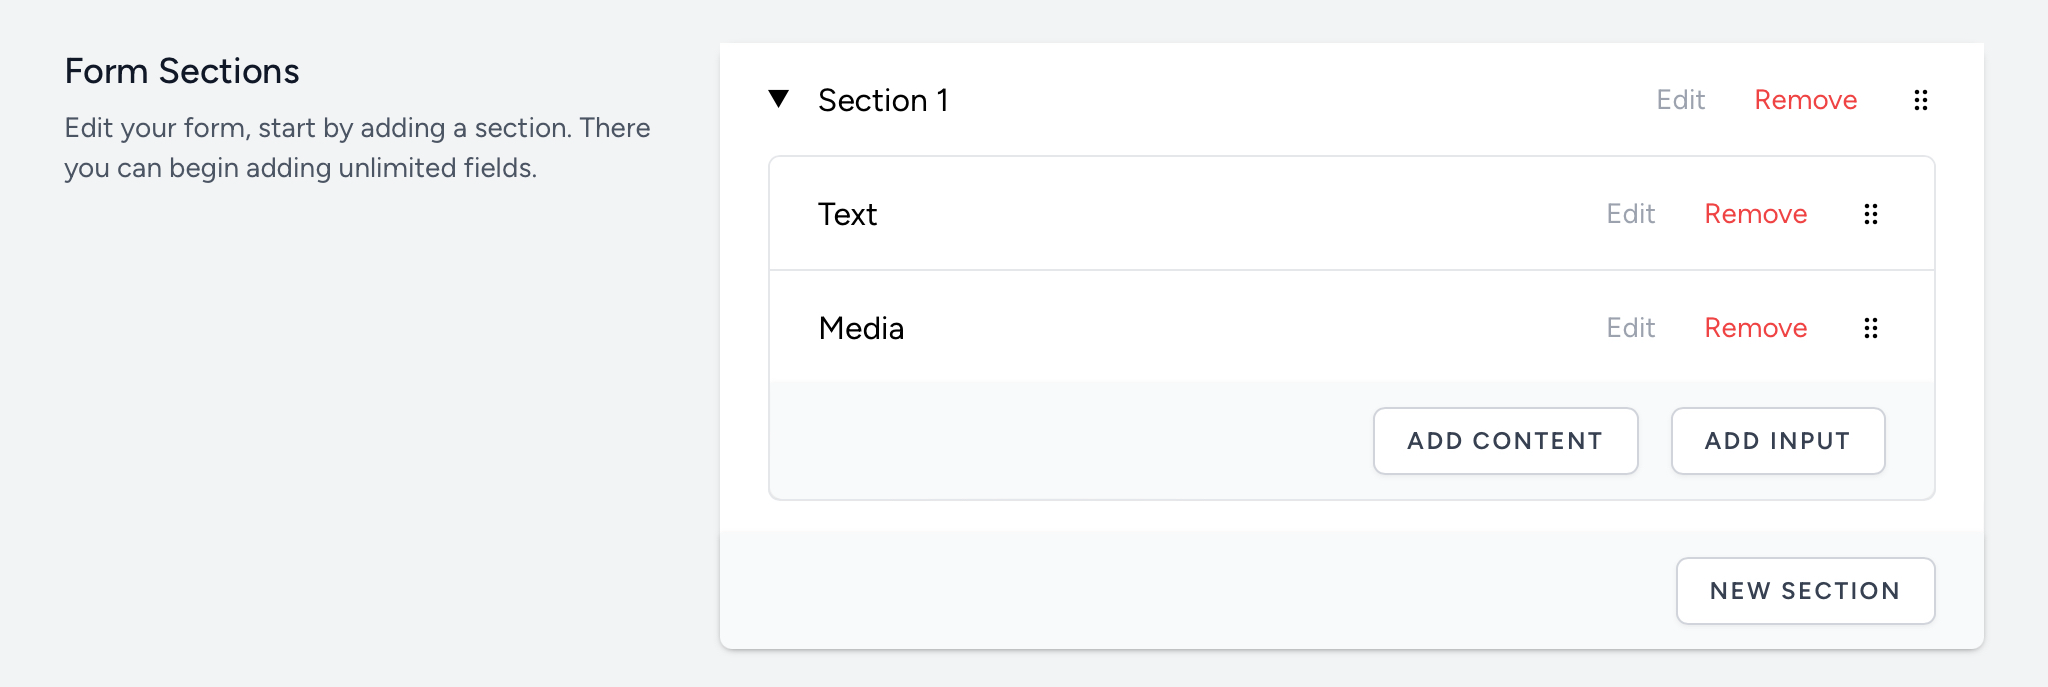 Form Sections
Edit your form, start by adding a section. There
you can begin adding unlimited fields.
Section 1 Edit Remove
Text Edit Remove
Media Edit Remove
ADD CONTENT ADD INPUT
NEW SECTION